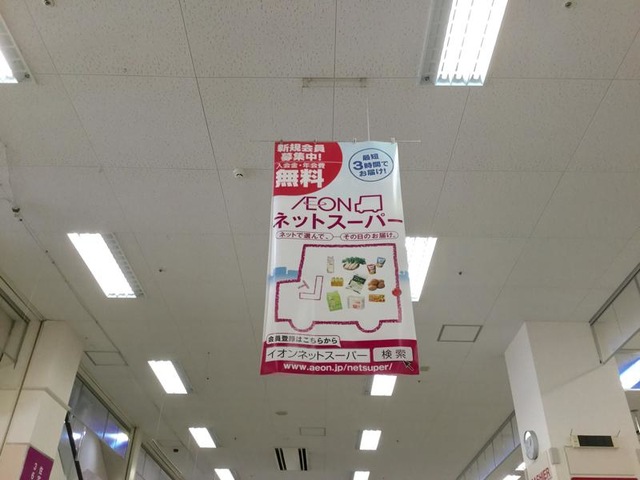 新規会員
募集中!
入会金・年会費
無料
最短
3時間で
お届け!
ÆON
ネットスーパー
ネットで選んで、その日のお届け。
会員登録はこちらから
イオンネットスーパー 検索
www.aeon.jp/netsuper/
CASHIER